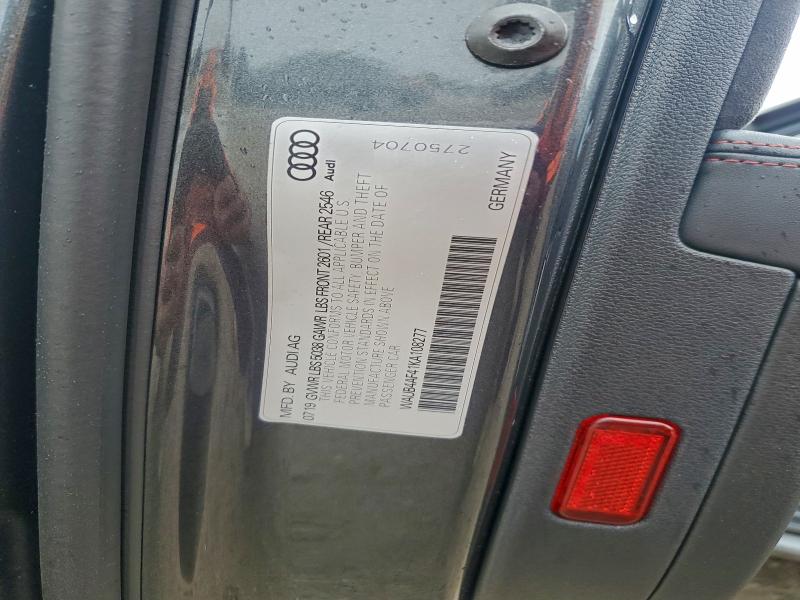 Audi
2750704
MFD. BY AUDI AG
07.19 GVWR LBS 5038 GAWR LBS FRONT 2601 / REAR 2546
THIS VEHICLE CONFORMS TO ALL APPLICABLE U.S.
FEDERAL MOTOR VEHICLE SAFETY, BUMPER AND THEFT
PREVENTION STANDARDS IN EFFECT ON THE DATE OF
MANUFACTURE SHOWN ABOVE
PASSENGER CAR
WAUB4AF41KA108277
GERMANY